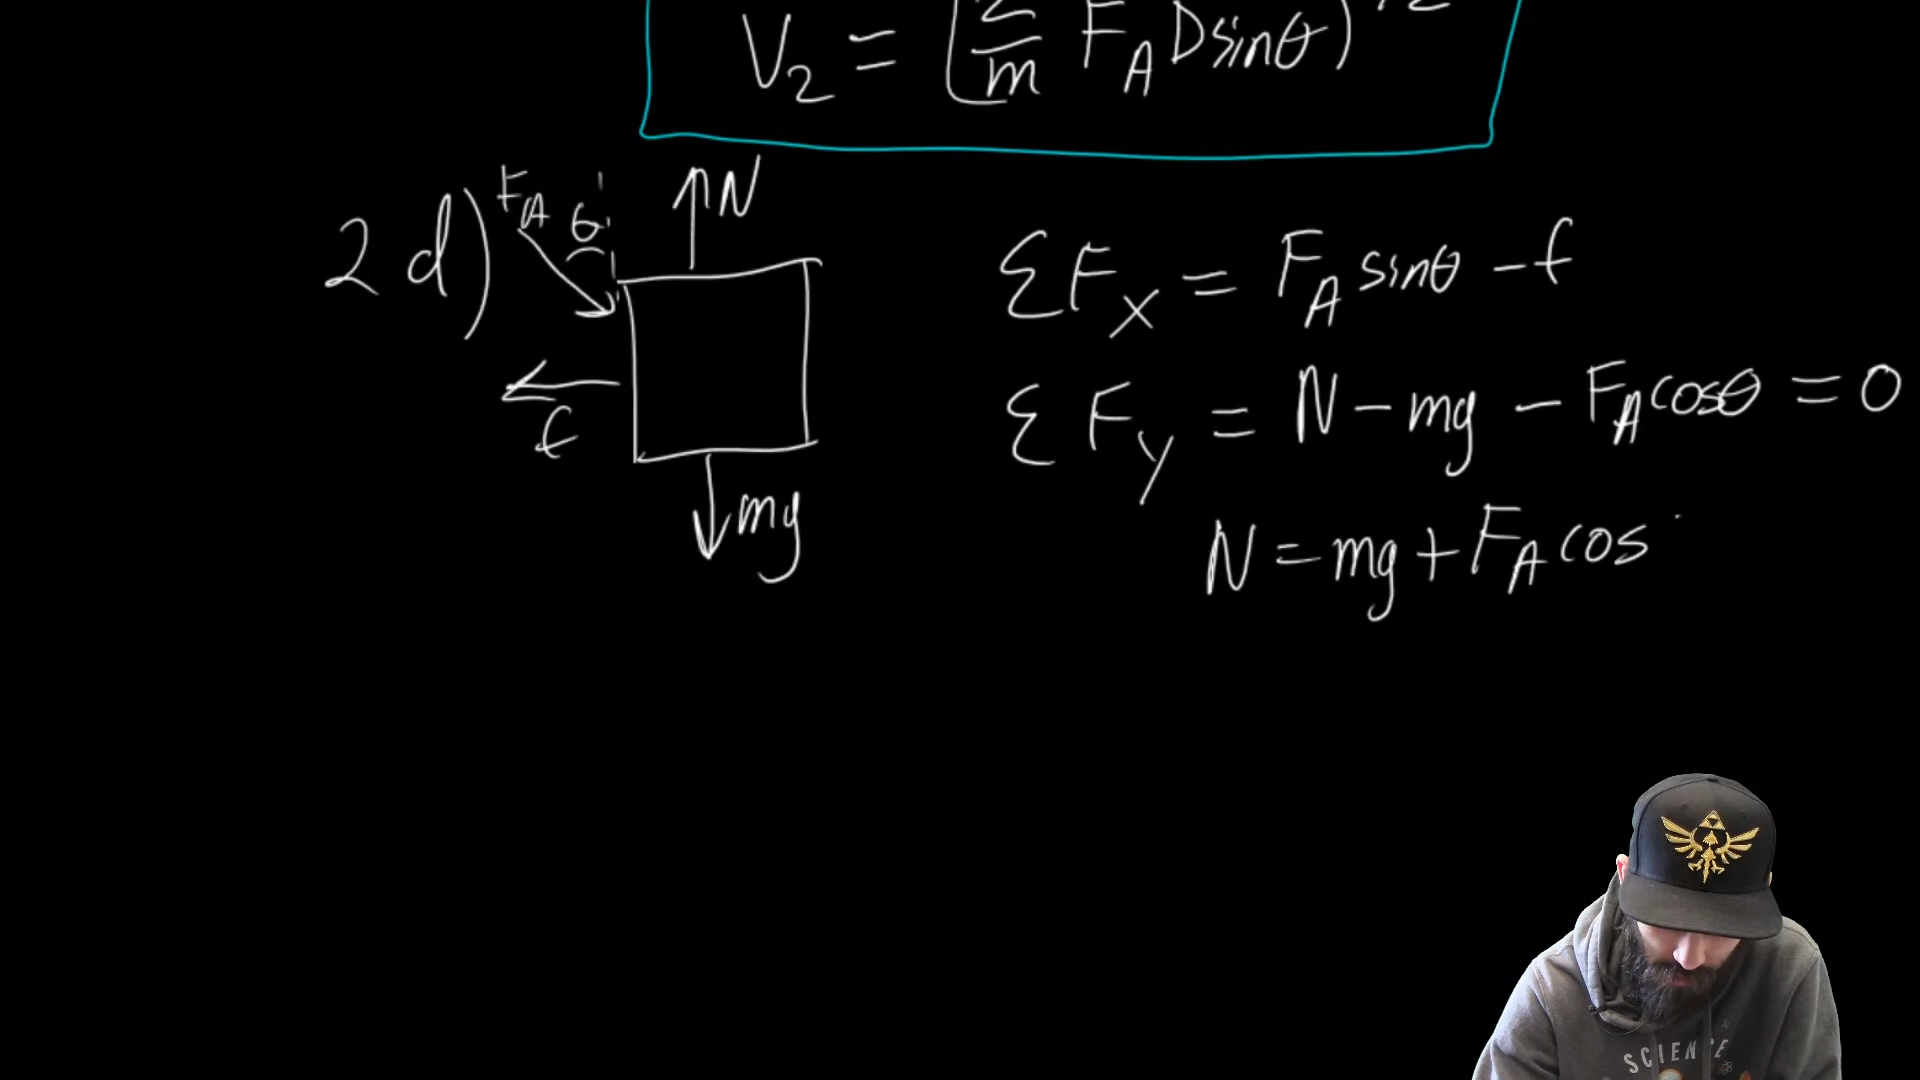 V₂ = (2/m F_A D sinθ)^1/2
2 d)
F_A θ
N
f
mg
ΣF_x = F_A sinθ - f
ΣF_y = N - mg - F_A cosθ = 0
N = mg + F_A cos
SCIENCE